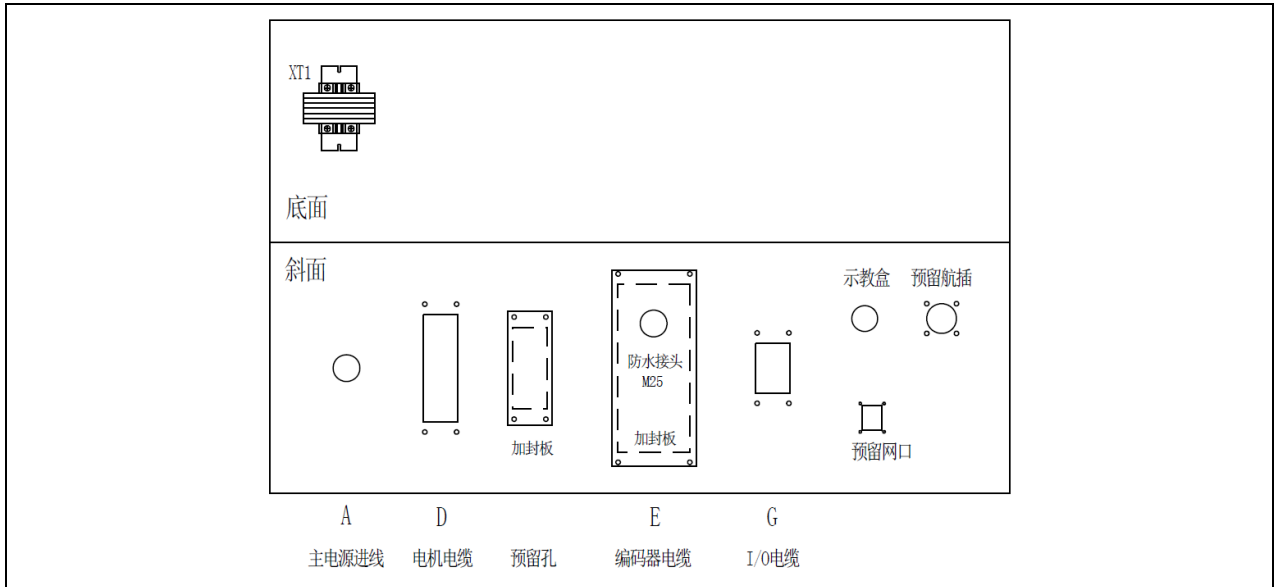 XT1
底面
斜面
示教盒
预留航插
防水接头
M25
加封板
加封板
预留网口
A
D
E
G
主电源进线
电机电缆
预留孔
编码器电缆
I/O电缆